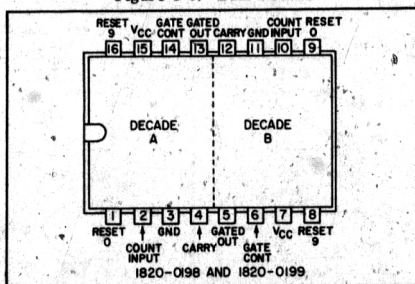 RESET VCC GATE GATED CARRY GND COUNT RESET
9 CONT OUT INPUT 0
16 15 14 13 12 11 10 9
DECADE DECADE
A B
1 2 3 4 5 6 7 8
RESET GND GATED VCC RESET
0 COUNT CARRY OUT GATE 9
INPUT CONT
1820-0198 AND 1820-0199